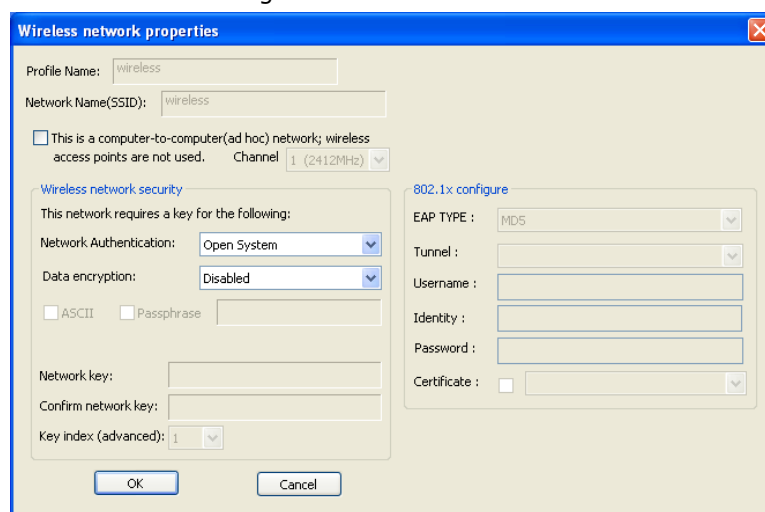 Wireless network properties
Profile Name: wireless
Network Name(SSID): wireless
This is a computer-to-computer(ad hoc) network; wireless
access points are not used. Channel 1 (2412MHz)
Wireless network security
This network requires a key for the following:
Network Authentication: Open System
Data encryption: Disabled
ASCII Passphrase
Network key:
Confirm network key:
Key index (advanced): 1
802.1x configure
EAP TYPE : MD5
Tunnel :
Username :
Identity :
Password :
Certificate :
OK Cancel